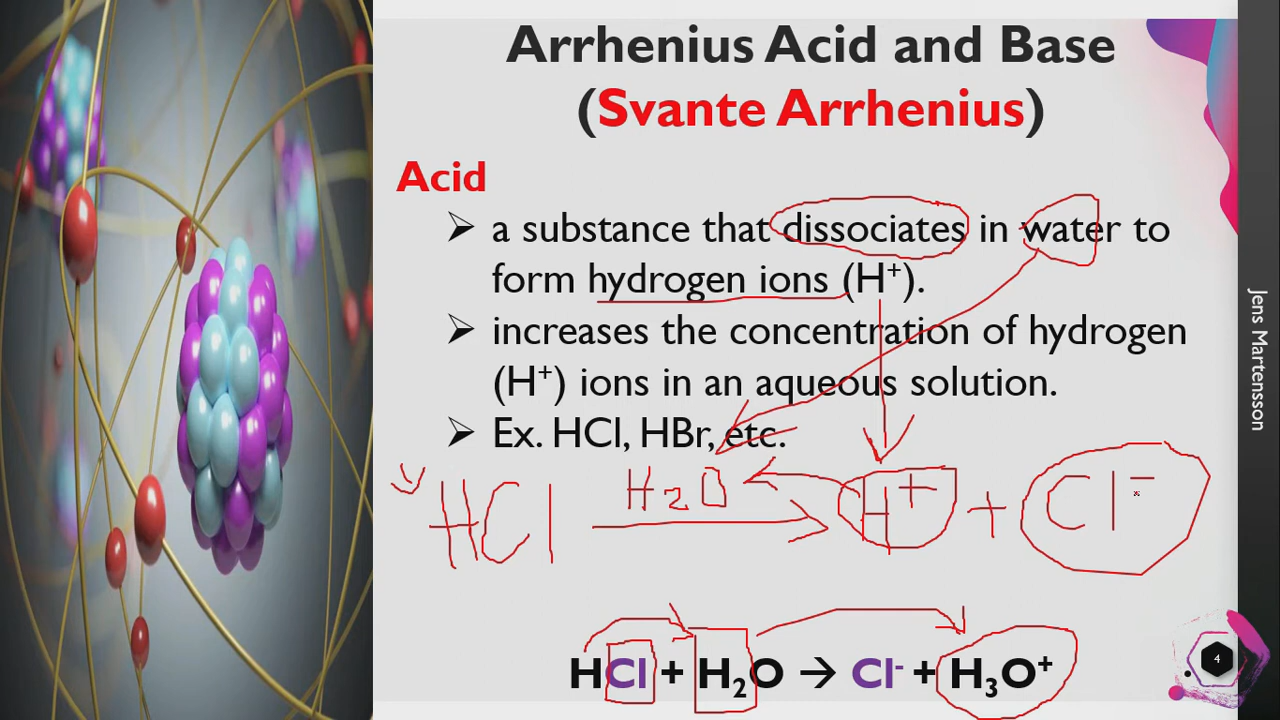 Arrhenius Acid and Base
(Svante Arrhenius)
Acid
➢ a substance that dissociates in water to
form hydrogen ions (H⁺).
➢ increases the concentration of hydrogen
(H⁺) ions in an aqueous solution.
➢ Ex. HCl, HBr, etc.
HCl H2O H⁺ + Cl⁻
HCl + H₂O → Cl⁻ + H₃O⁺
Jens Martensson
4